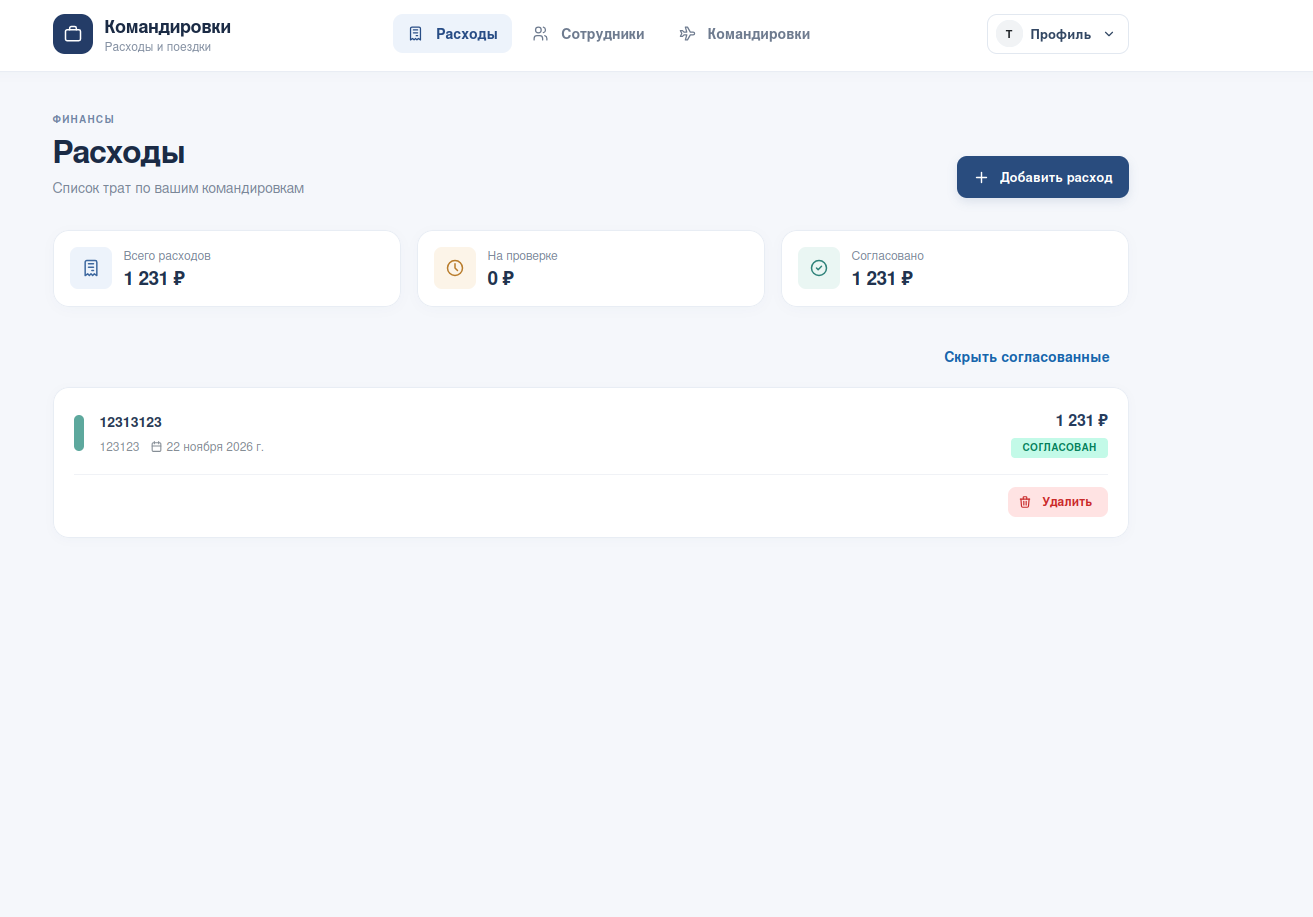 Командировки
Расходы и поездки
Расходы
Сотрудники
Командировки
Т
Профиль
ФИНАНСЫ
Расходы
Список трат по вашим командировкам
Добавить расход
Всего расходов
1 231 ₽
На проверке
0 ₽
Согласовано
1 231 ₽
Скрыть согласованные
12313123
1 231 ₽
123123 22 ноября 2026 г.
СОГЛАСОВАН
Удалить